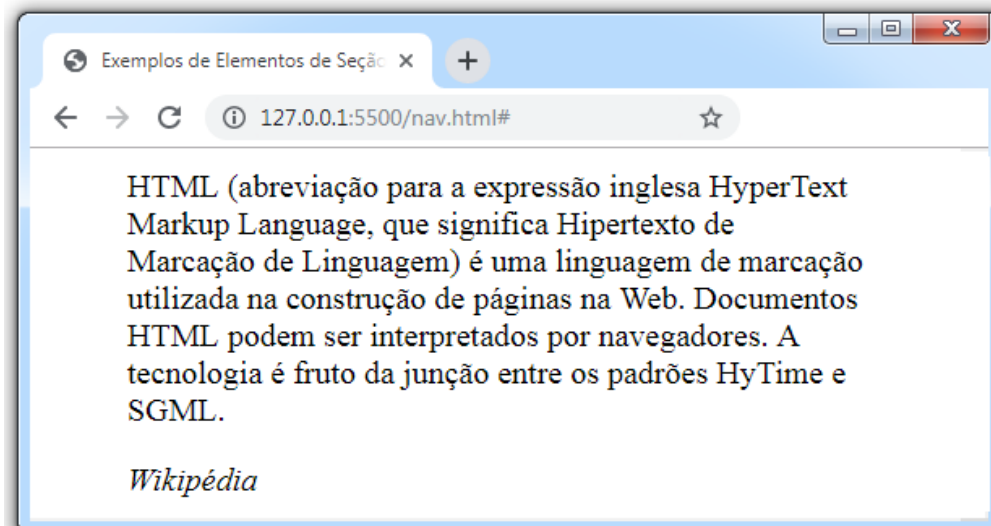 Exemplos de Elementos de Seçã
127.0.0.1:5500/nav.html#
HTML (abreviação para a expressão inglesa HyperText
Markup Language, que significa Hipertexto de
Marcação de Linguagem) é uma linguagem de marcação
utilizada na construção de páginas na Web. Documentos
HTML podem ser interpretados por navegadores. A
tecnologia é fruto da junção entre os padrões HyTime e
SGML.
Wikipédia